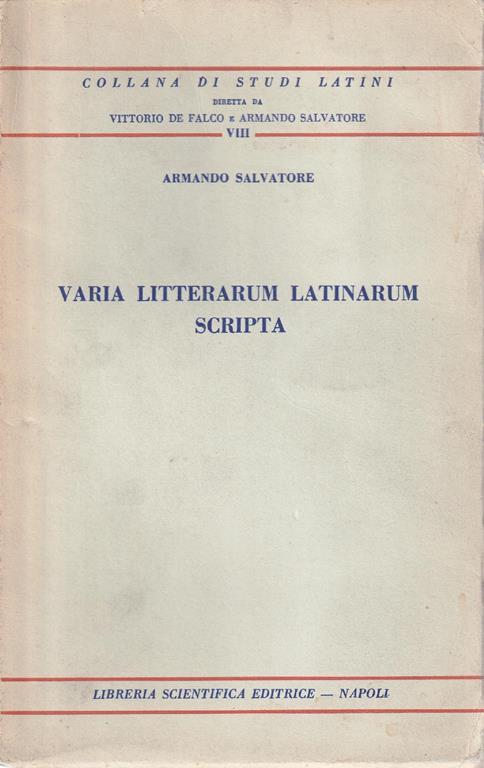 COLLANA DI STUDI LATINI
DIRETTA DA
VITTORIO DE FALCO E ARMANDO SALVATORE
VIII
ARMANDO SALVATORE
VARIA LITTERARUM LATINARUM
SCRIPTA
LIBRERIA SCIENTIFICA EDITRICE — NAPOLI